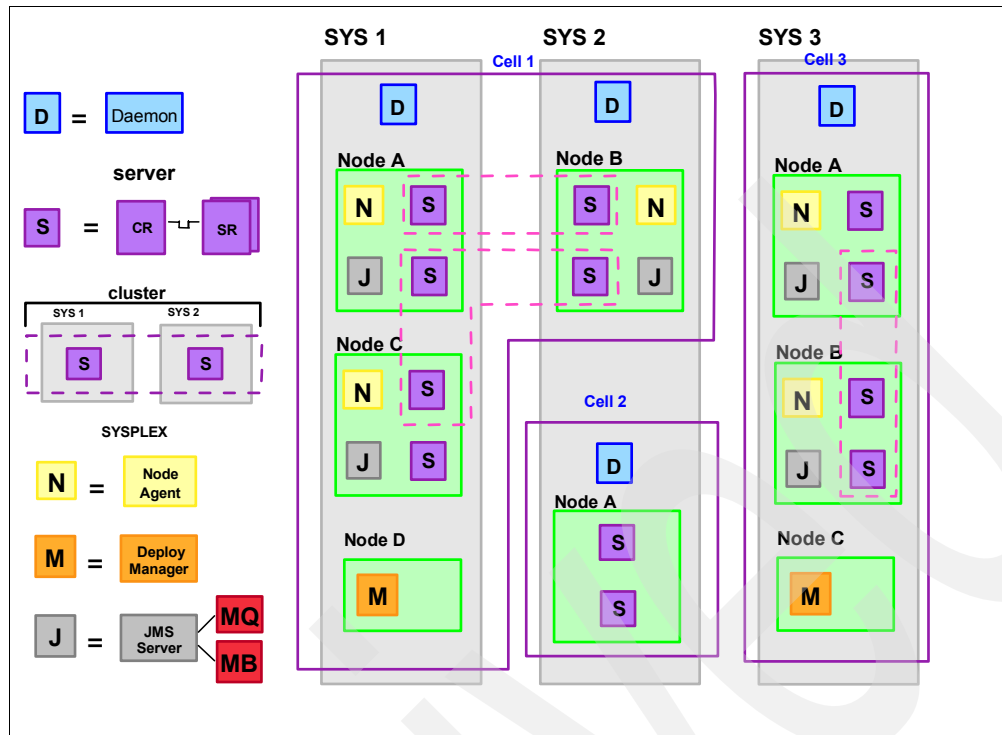 SYS 1
SYS 2
SYS 3
Cell 1
Cell 3
D = Daemon
D
D
D
server
S = CR SR
Node A
N S
J S
Node B
S N
S J
Node A
N S
J S
cluster
SYS 1 SYS 2
S S
SYSPLEX
Node C
N S
J S
Node B
N S
J S
Cell 2
D
Node A
S
S
N = Node Agent
M = Deploy Manager
J = JMS Server MQ MB
Node D
M
Node C
M